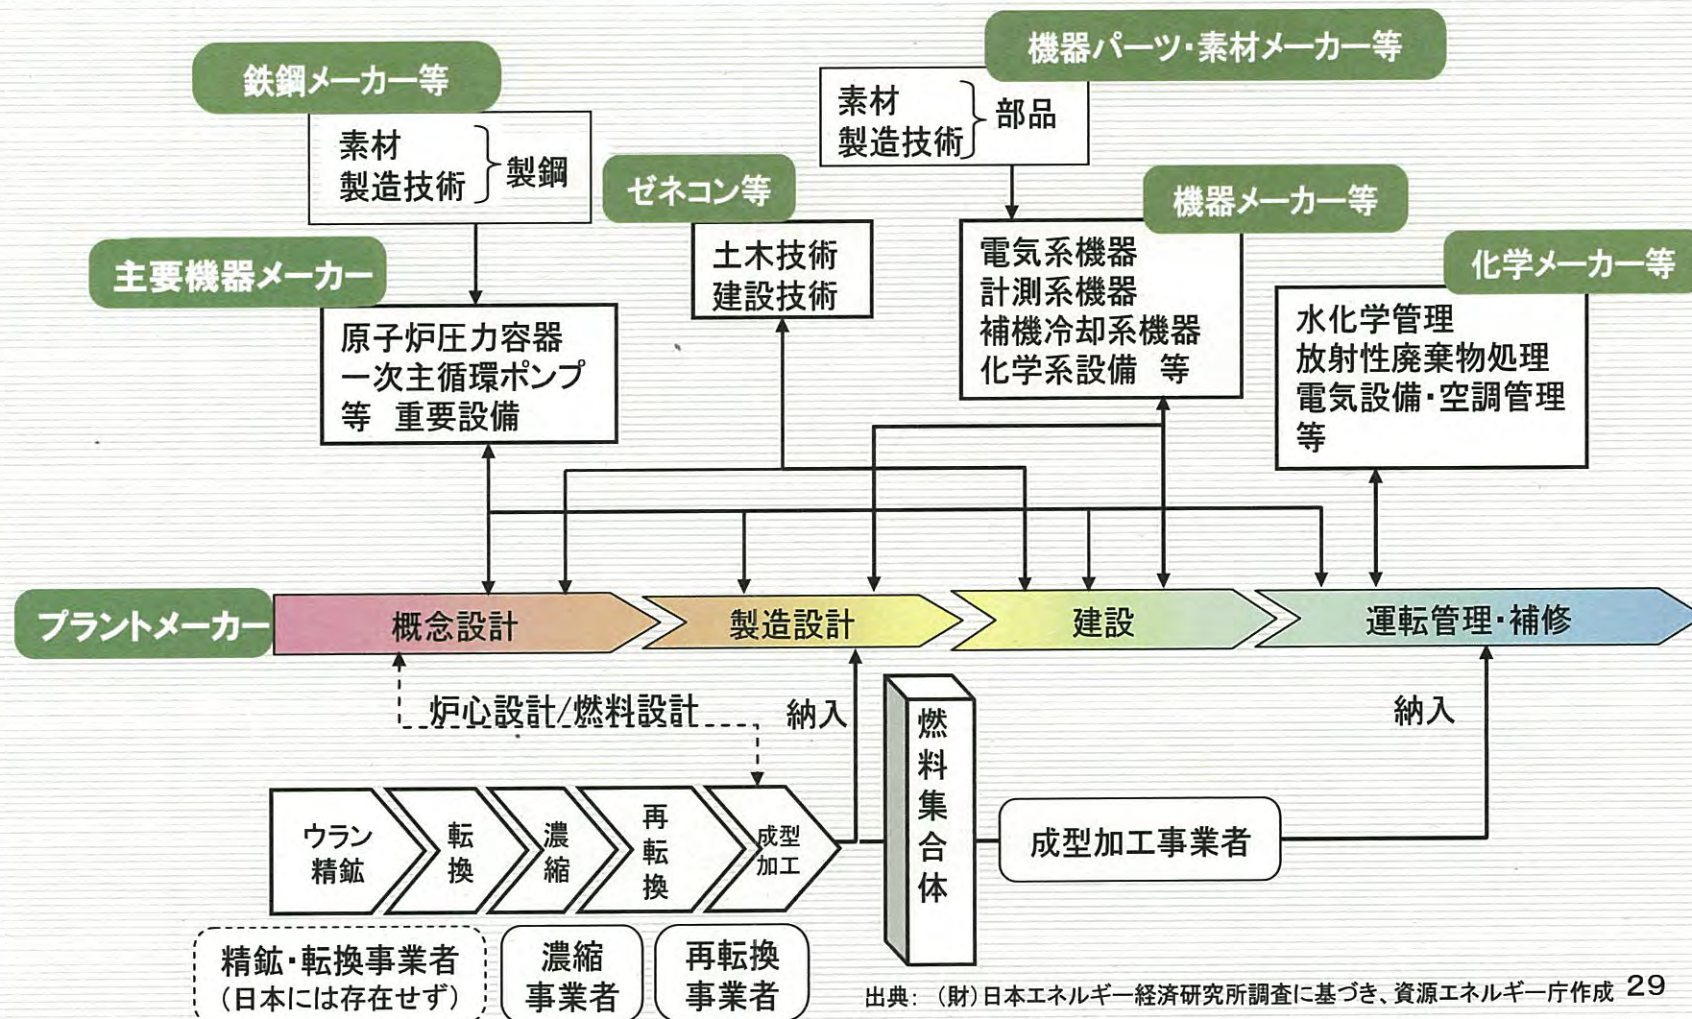 機器パーツ・素材メーカー等
鉄鋼メーカー等
素材
製造技術
部品
素材
製造技術
製鋼
ゼネコン等
機器メーカー等
土木技術
建設技術
電気系機器
計測系機器
補機冷却系機器
化学系設備 等
主要機器メーカー
化学メーカー等
原子炉圧力容器
一次主循環ポンプ
等 重要設備
水化学管理
放射性廃棄物処理
電気設備・空調管理
等
プラントメーカー
概念設計
製造設計
建設
運転管理・補修
炉心設計/燃料設計
納入
納入
燃料集合体
ウラン
精鉱
転換
濃縮
再転換
成型
加工
成型加工事業者
精鉱・転換事業者
(日本には存在せず)
濃縮
事業者
再転換
事業者
出典: (財)日本エネルギー経済研究所調査に基づき、資源エネルギー庁作成 29